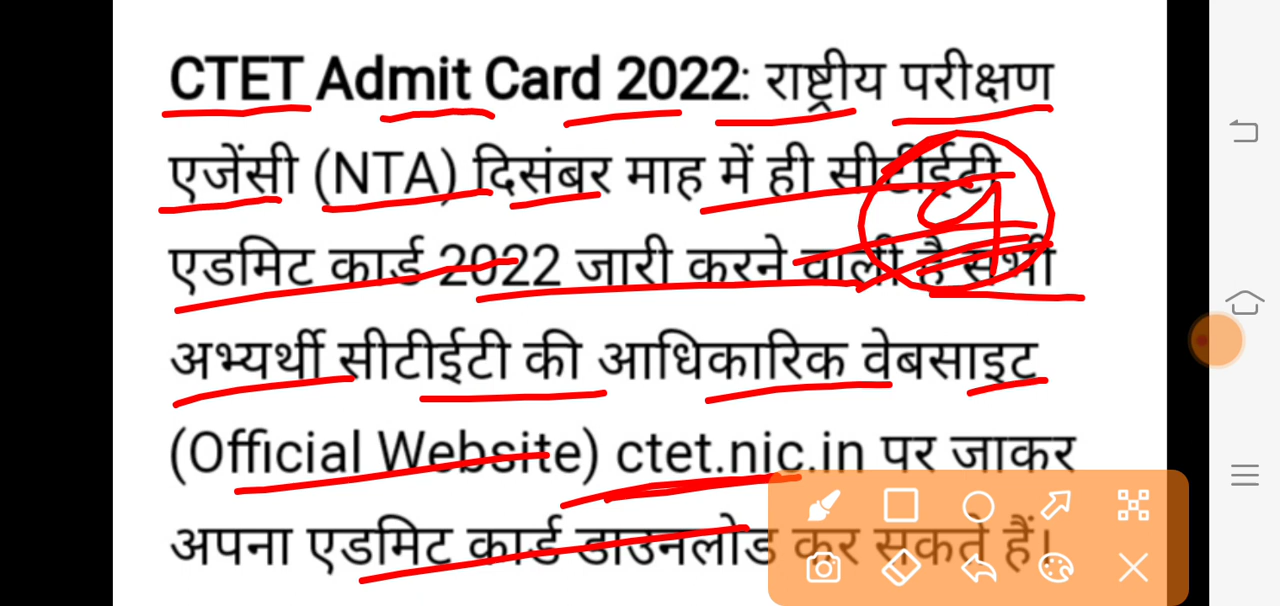 CTET Admit Card 2022: राष्ट्रीय परीक्षण
एजेंसी (NTA) दिसंबर माह में ही सीटीईटी
एडमिट कार्ड 2022 जारी करने वाली है सभी
अभ्यर्थी सीटीईटी की आधिकारिक वेबसाइट
(Official Website) ctet.nic.in पर जाकर
अपना एडमिट कार्ड डाउनलोड कर सकते हैं।